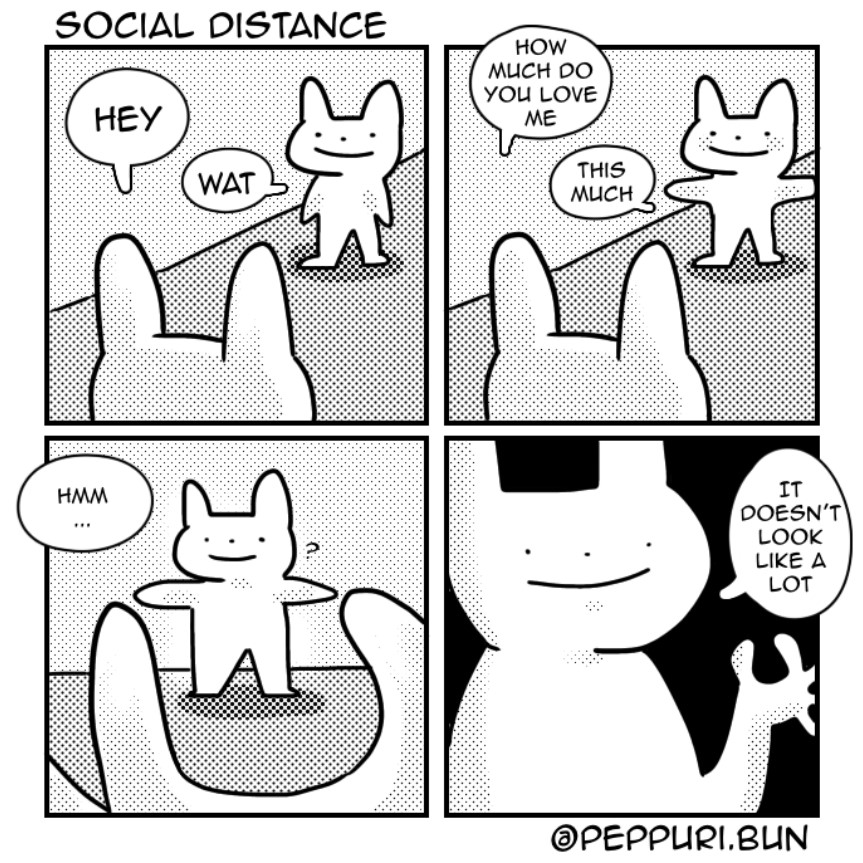 SOCIAL DISTANCE
HEY
WAT
HOW
MUCH DO
YOU LOVE
ME
THIS
MUCH
HMM
...
?
IT
DOESN'T
LOOK
LIKE A
LOT
@PEPPURI.BUN